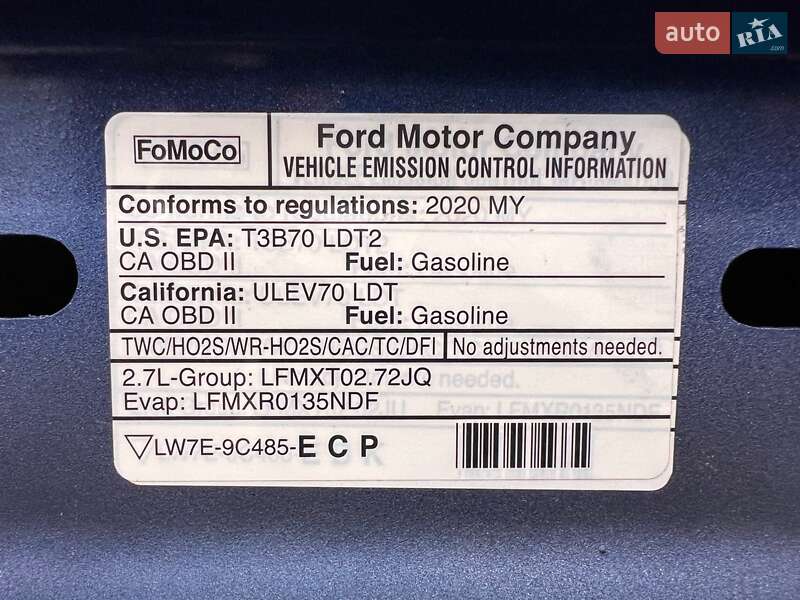 auto RIA .com
FoMoCo
Ford Motor Company
VEHICLE EMISSION CONTROL INFORMATION
Conforms to regulations: 2020 MY
U.S. EPA: T3B70 LDT2
CA OBD II Fuel: Gasoline
California: ULEV70 LDT
CA OBD II Fuel: Gasoline
TWC/HO2S/WR-HO2S/CAC/TC/DFI No adjustments needed.
2.7L-Group: LFMXT02.72JQ
Evap: LFMXR0135NDF
LW7E-9C485-ECP